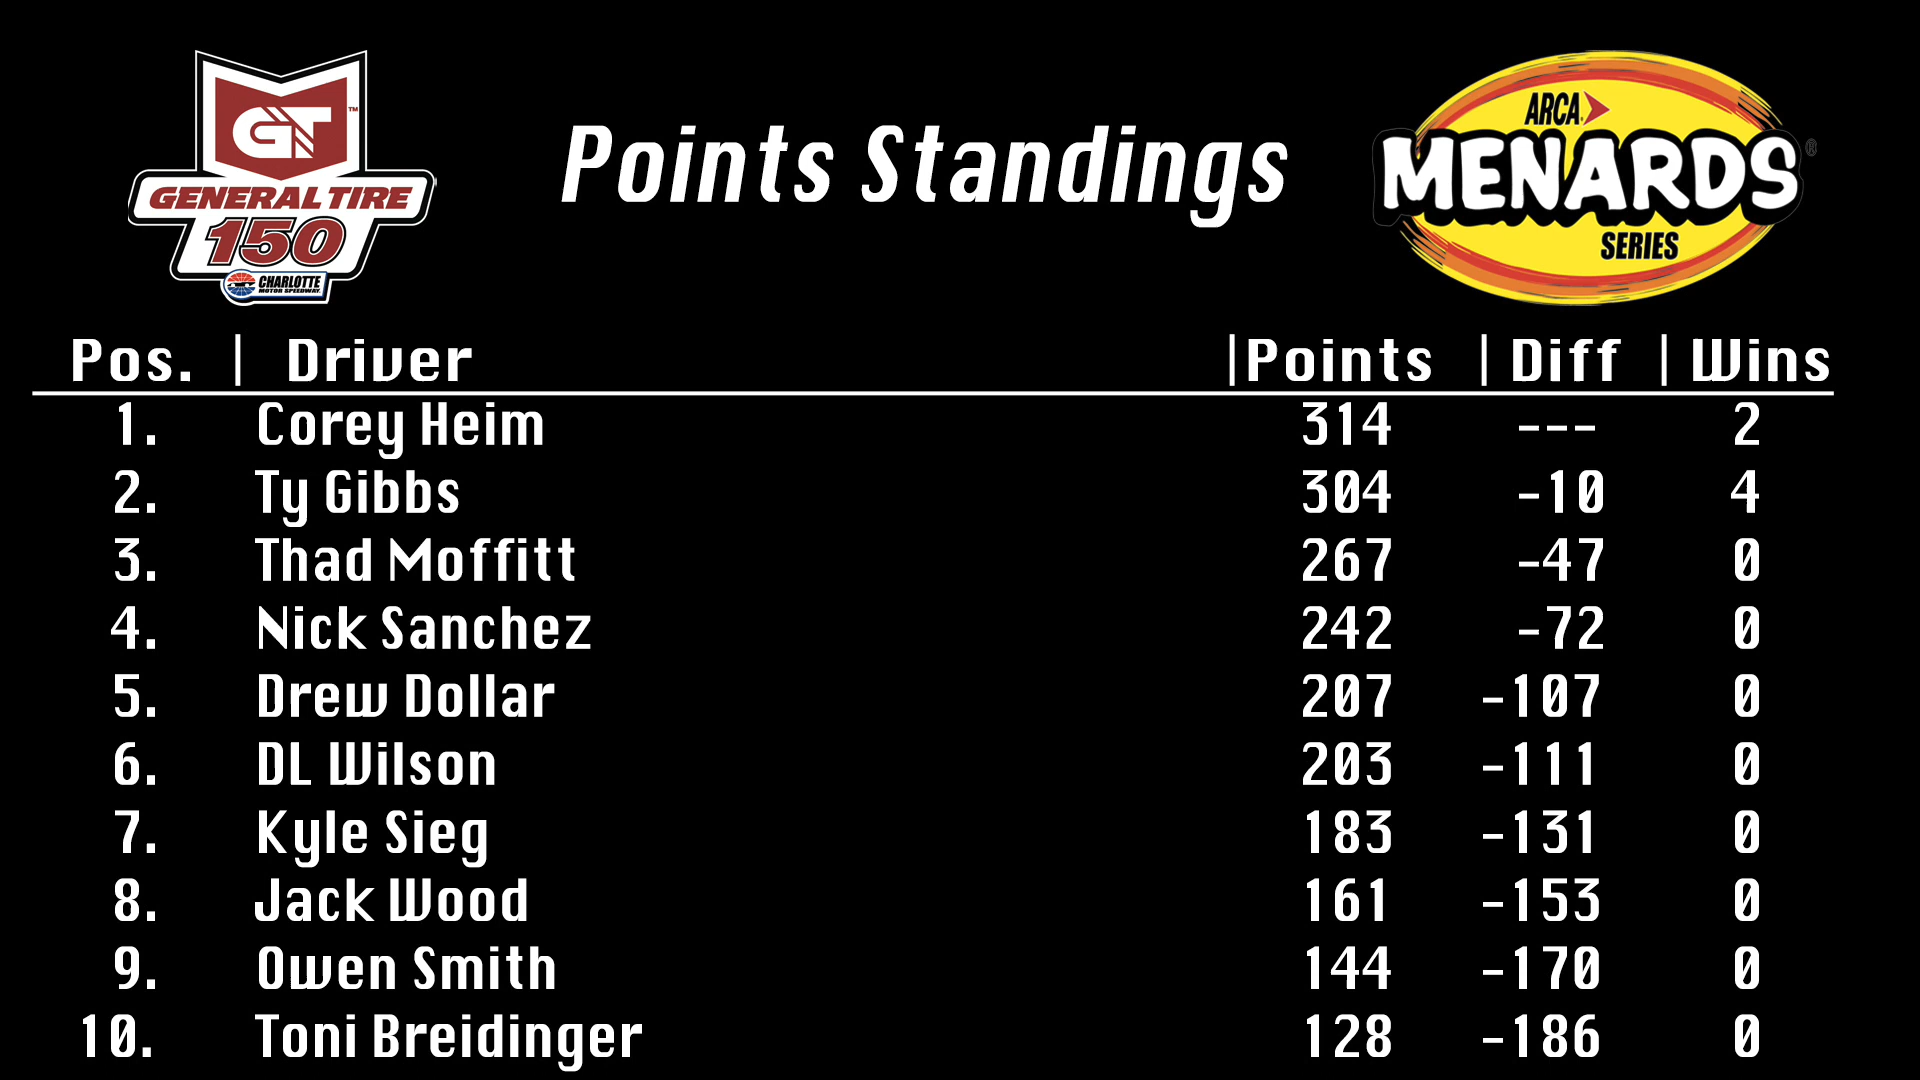 GT™
GENERAL TIRE
150
CHARLOTTE
MOTOR SPEEDWAY
Points Standings
ARCA
MENARDS®
SERIES
Pos. | Driver |Points | Diff | Wins
1. Corey Heim 314 --- 2
2. Ty Gibbs 304 -10 4
3. Thad Moffitt 267 -47 0
4. Nick Sanchez 242 -72 0
5. Drew Dollar 207 -107 0
6. DL Wilson 203 -111 0
7. Kyle Sieg 183 -131 0
8. Jack Wood 161 -153 0
9. Owen Smith 144 -170 0
10. Toni Breidinger 128 -186 0